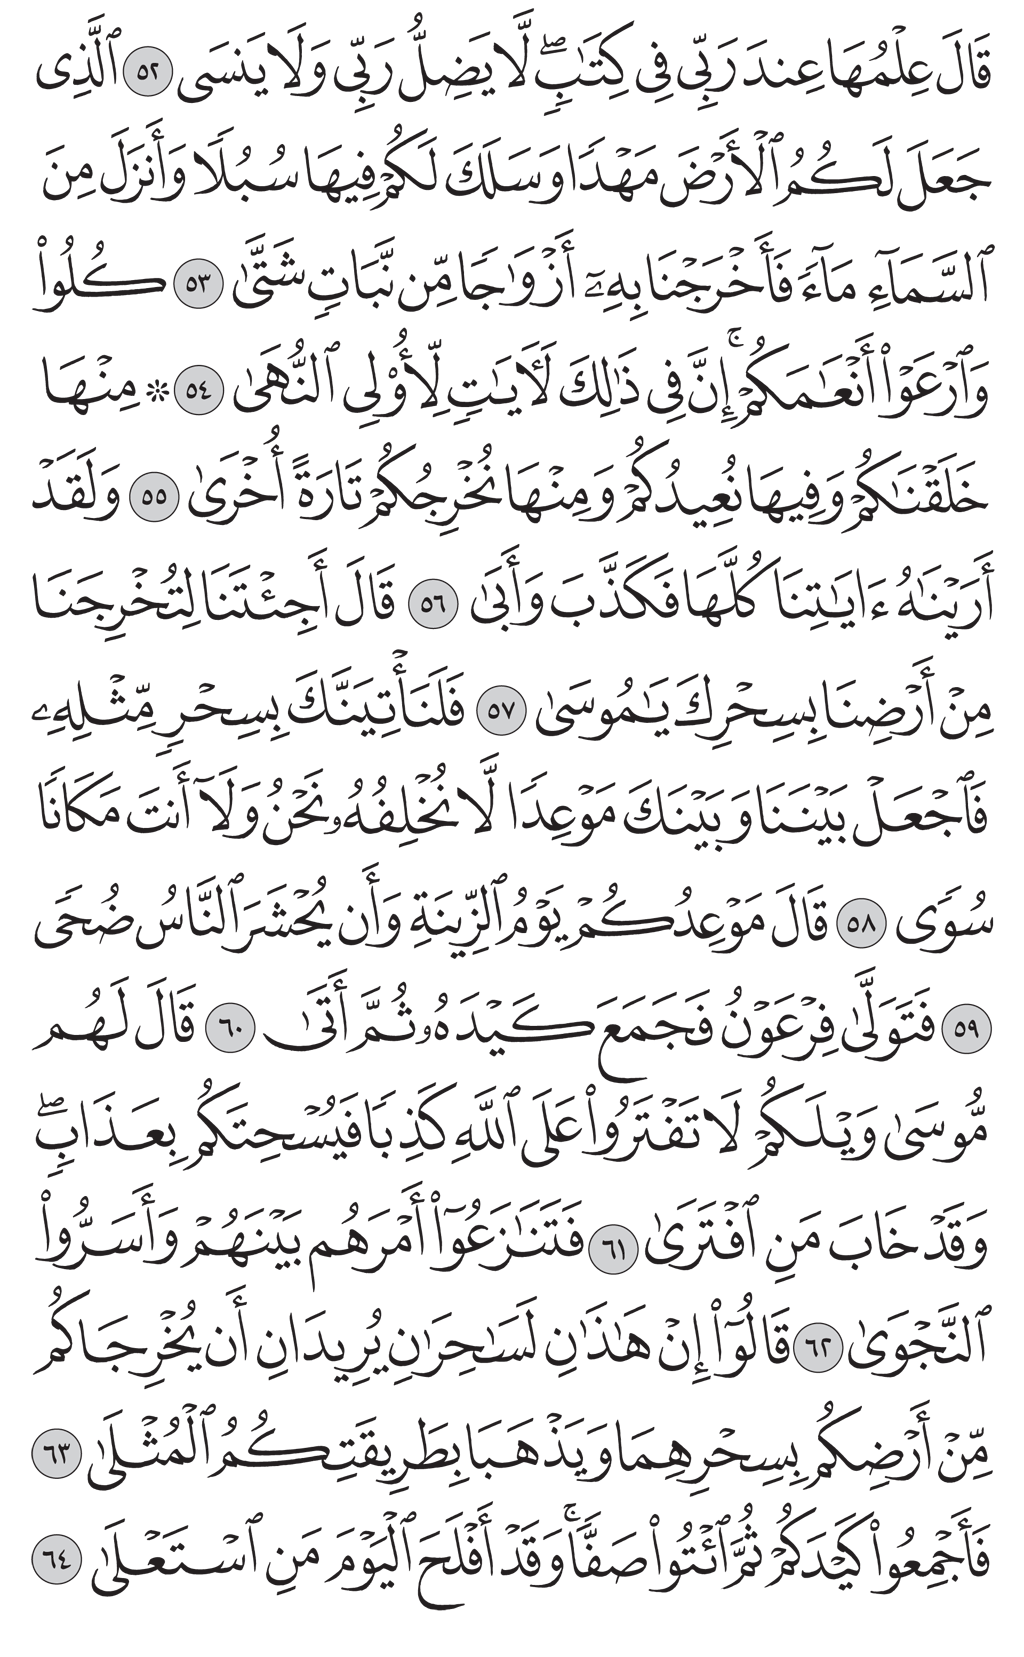 قَالَ عِلْمُهَا عِندَ رَبِّي فِي كِتَٰبٖۖ لَّا يَضِلُّ رَبِّي وَلَا يَنسَى ٥٢ ٱلَّذِي
جَعَلَ لَكُمُ ٱلۡأَرۡضَ مَهۡدٗا وَسَلَكَ لَكُمۡ فِيهَا سُبُلٗا وَأَنزَلَ مِنَ
ٱلسَّمَآءِ مَآءٗ فَأَخۡرَجۡنَا بِهِۦٓ أَزۡوَٰجٗا مِّن نَّبَاتٖ شَتَّىٰ ٥٣ كُلُواْ
وَٱرۡعَوۡاْ أَنۡعَٰمَكُمۡۚ إِنَّ فِي ذَٰلِكَ لَأٓيَٰتٖ لِّأُوْلِي ٱلنُّهَىٰ ٥٤ ۞ مِنۡهَا
خَلَقۡنَٰكُمۡ وَفِيهَا نُعِيدُكُمۡ وَمِنۡهَا نُخۡرِجُكُمۡ تَارَةً أُخۡرَىٰ ٥٥ وَلَقَدۡ
أَرَيۡنَٰهُ ءَايَٰتِنَا كُلَّهَا فَكَذَّبَ وَأَبَىٰ ٥٦ قَالَ أَجِئۡتَنَا لِتُخۡرِجَنَا
مِنۡ أَرۡضِنَا بِسِحۡرِكَ يَٰمُوسَىٰ ٥٧ فَلَنَأۡتِيَنَّكَ بِسِحۡرٖ مِّثۡلِهِۦ
فَٱجۡعَلۡ بَيۡنَنَا وَبَيۡنَكَ مَوۡعِدٗا لَّا نُخۡلِفُهُۥ نَحۡنُ وَلَآ أَنتَ مَكَانٗا
سُوٗى ٥٨ قَالَ مَوۡعِدُكُمۡ يَوۡمُ ٱلزِّينَةِ وَأَن يُحۡشَرَ ٱلنَّاسُ ضُحٗى
٥٩ فَتَوَلَّىٰ فِرۡعَوۡنُ فَجَمَعَ كَيۡدَهُۥ ثُمَّ أَتَىٰ ٦٠ قَالَ لَهُم
مُّوسَىٰ وَيۡلَكُمۡ لَا تَفۡتَرُواْ عَلَى ٱللَّهِ كَذِبٗا فَيُسۡحِتَكُم بِعَذَابٖۖ
وَقَدۡ خَابَ مَنِ ٱفۡتَرَىٰ ٦١ فَتَنَٰزَعُوٓاْ أَمۡرَهُم بَيۡنَهُمۡ وَأَسَرُّواْ
ٱلنَّجۡوَىٰ ٦٢ قَالُوٓاْ إِنۡ هَٰذَٰنِ لَسَٰحِرَٰنِ يُرِيدَانِ أَن يُخۡرِجَاكُم
مِّنۡ أَرۡضِكُم بِسِحۡرِهِمَا وَيَذۡهَبَا بِطَرِيقَتِكُمُ ٱلۡمُثۡلَىٰ ٦٣
فَأَجۡمِعُواْ كَيۡدَكُمۡ ثُمَّ ٱئۡتُواْ صَفّٗاۚ وَقَدۡ أَفۡلَحَ ٱلۡيَوۡمَ مَنِ ٱسۡتَعۡلَىٰ ٦٤